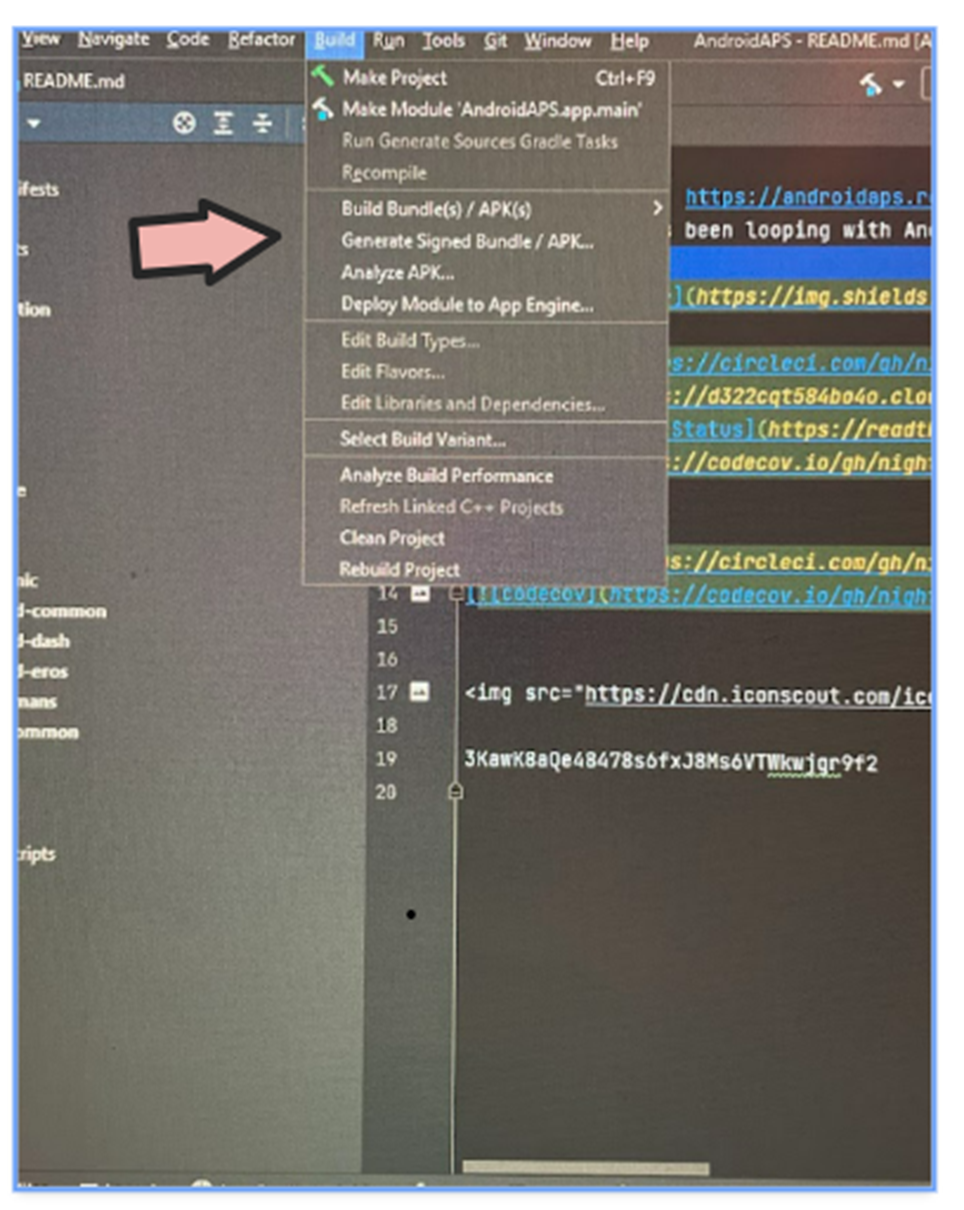 View Navigate Code Refactor Build Run Tools Git Window Help AndroidAPS - README.md [A
README.md
Make Project Ctrl+F9
Make Module 'AndroidAPS.app.main'
Run Generate Sources Gradle Tasks
Recompile
ifests
Build Bundle(s) / APK(s)
https://androidaps.r
Generate Signed Bundle / APK...
been looping with An
ts
Analyze APK...
](https://img.shields
Deploy Module to App Engine...
tion
Edit Build Types...
s://circleci.com/gh/n
Edit Flavors...
://d322cqt584bo4o.clo
Edit Libraries and Dependencies...
Status](https://readt
Select Build Variant...
://codecov.io/gh/nigh
Analyze Build Performance
e
Refresh Linked C++ Projects
Clean Project
s://circleci.com/gh/n
Rebuild Project
nic
14 [![codecov](https://codecov.io/gh/nigh
d-common
15
d-dash
16
d-eros
17 <img src="https://cdn.iconscout.com/ico
mans
18
ommon
19 3KawK8aQe48478s6fxJ8Ms6VTWkwjgr9f2
20
cripts